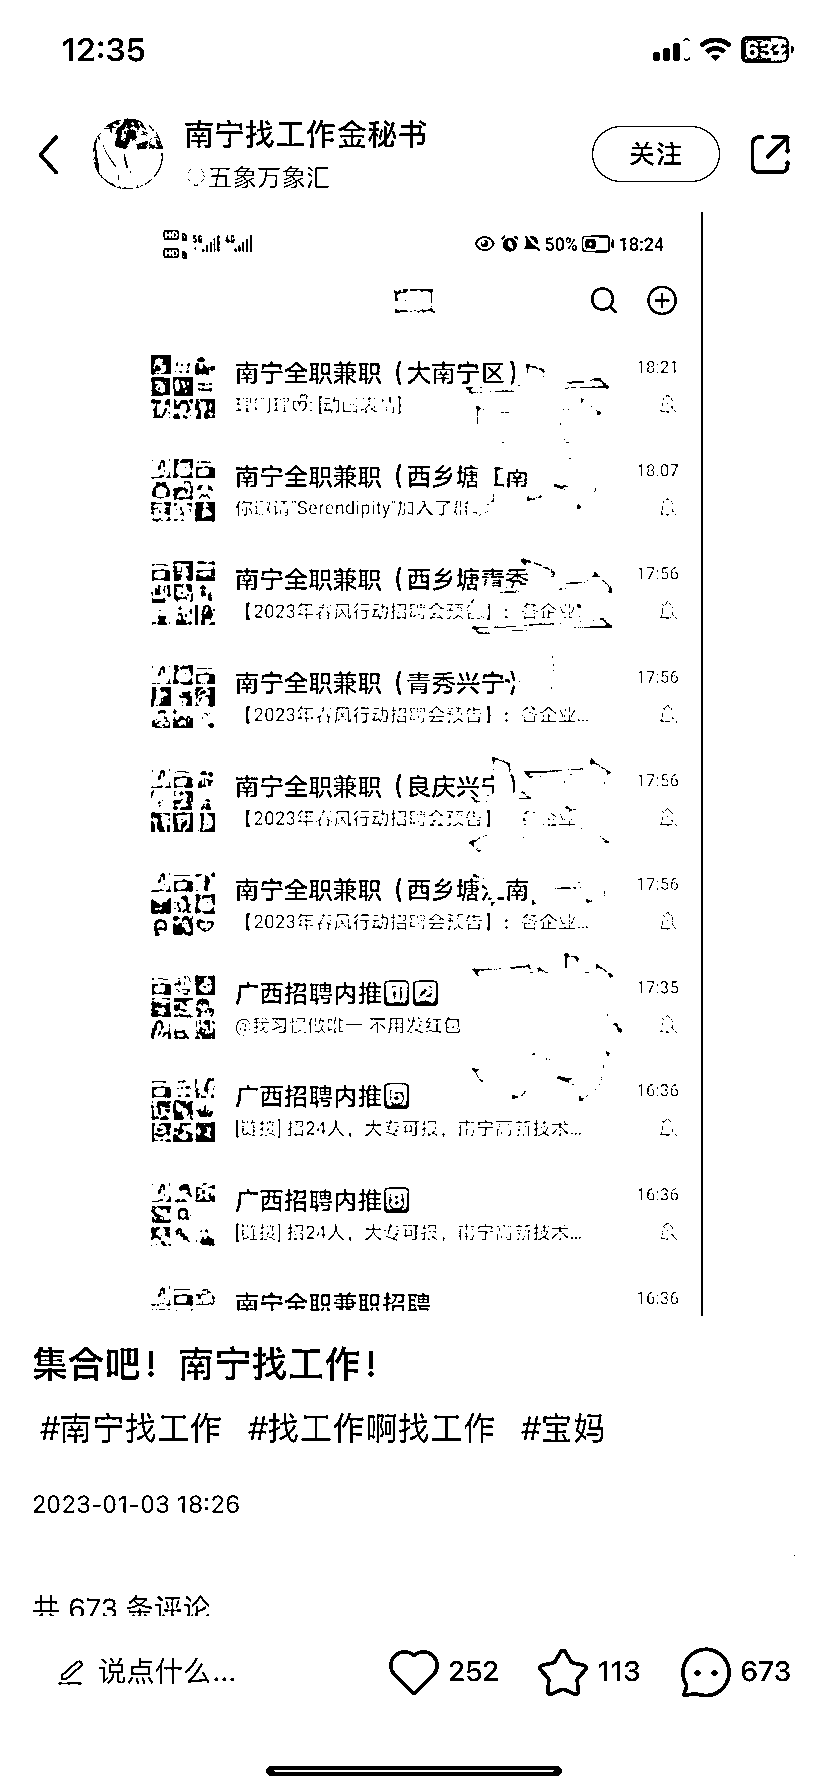 12:35
南宁找工作金秘书
五象万象汇
关注
50% 18:24
南宁全职兼职（大南宁区）
18:21
[动画表情]
南宁全职兼职（西乡塘
18:07
你邀请"Serendipity"加入了群
南宁全职兼职（西乡塘青秀
17:56
【2023年春风行动招聘会预告】：各企业
南宁全职兼职（青秀兴宁）
17:56
【2023年春风行动招聘会预告】：各企业...
南宁全职兼职（良庆兴宁）
17:56
【2023年春风行动招聘会预告】：各企业
南宁全职兼职（西乡塘江南
17:56
【2023年春风行动招聘会预告】：各企业...
广西招聘内推
17:35
@我习惯做唯一 不用发红包
广西招聘内推5
16:36
[链接] 招24人，大专可报，南宁高新技术...
广西招聘内推8
16:36
[链接] 招24人，大专可报，南宁高新技术...
南宁全职兼职招聘
16:36
集合吧！南宁找工作！
#南宁找工作 #找工作啊找工作 #宝妈
2023-01-03 18:26
共 673 条评论
说点什么...
252
113
673